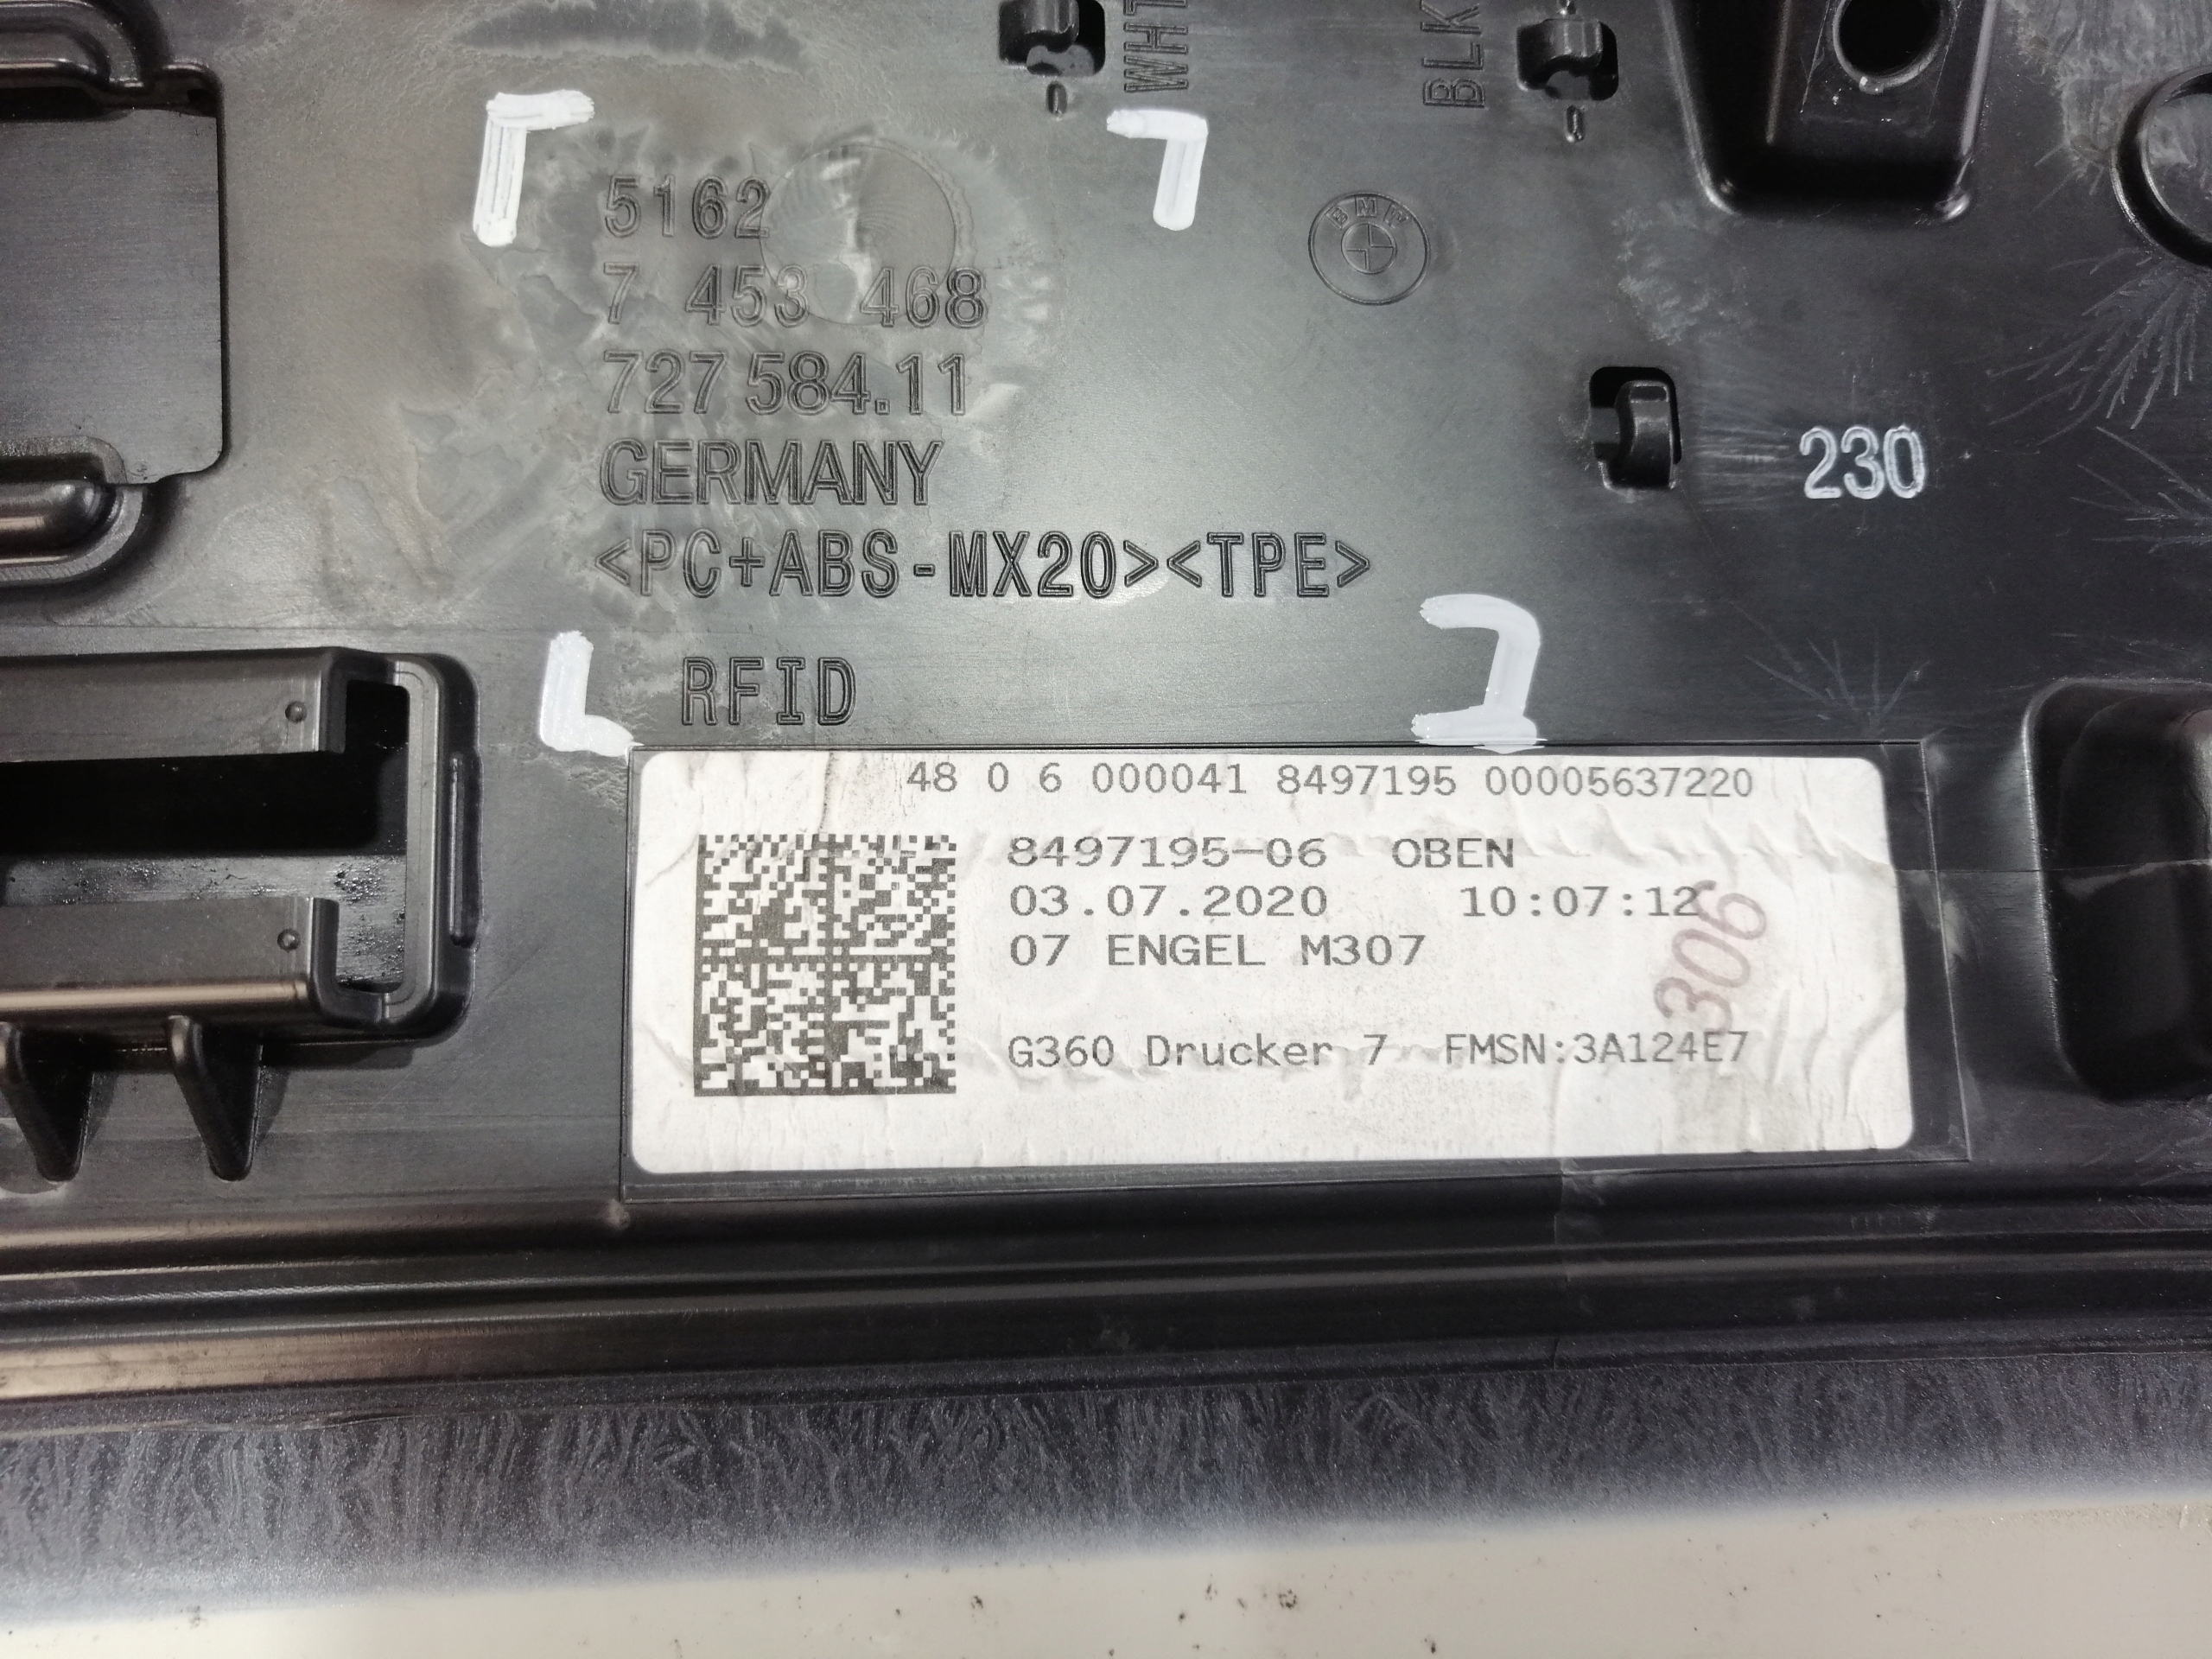 BLK
5162
7 453 468
727 584.11
GERMANY
<PC+ABS-MX20><TPE>
230
RFID
48 0 6 000041 8497195 00005637220
8497195-06 OBEN
03.07.2020 10:07:12
07 ENGEL M307
306
G360 Drucker 7 FMSN:3A124E7